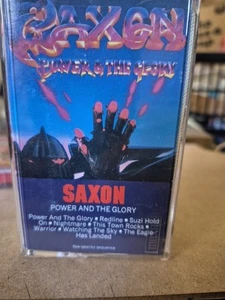 SAXON
POWER & THE GLORY
SAXON
POWER AND THE GLORY
Power And The Glory • Redline • Suzi Hold
On • Nightmare • This Town Rocks •
Warrior • Watching The Sky • The Eagle
Has Landed